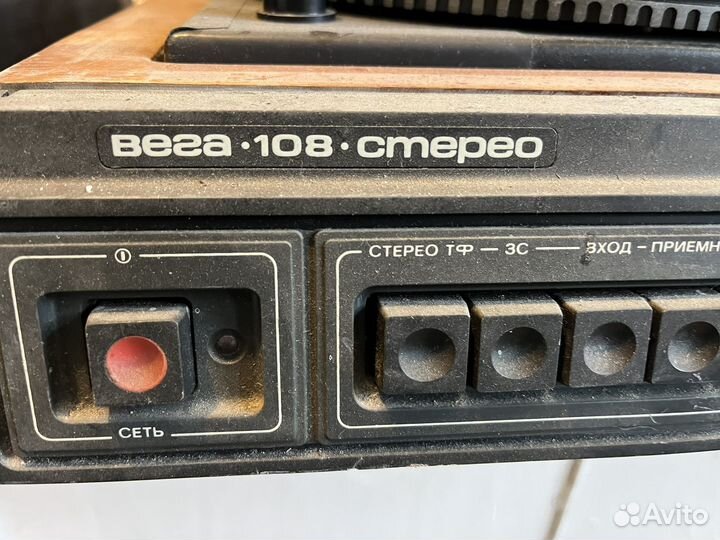 Вега · 108 · стерео
СТЕРЕО ТФ — ЗС — ВХОД – ПРИЕМН
СЕТЬ
Avito